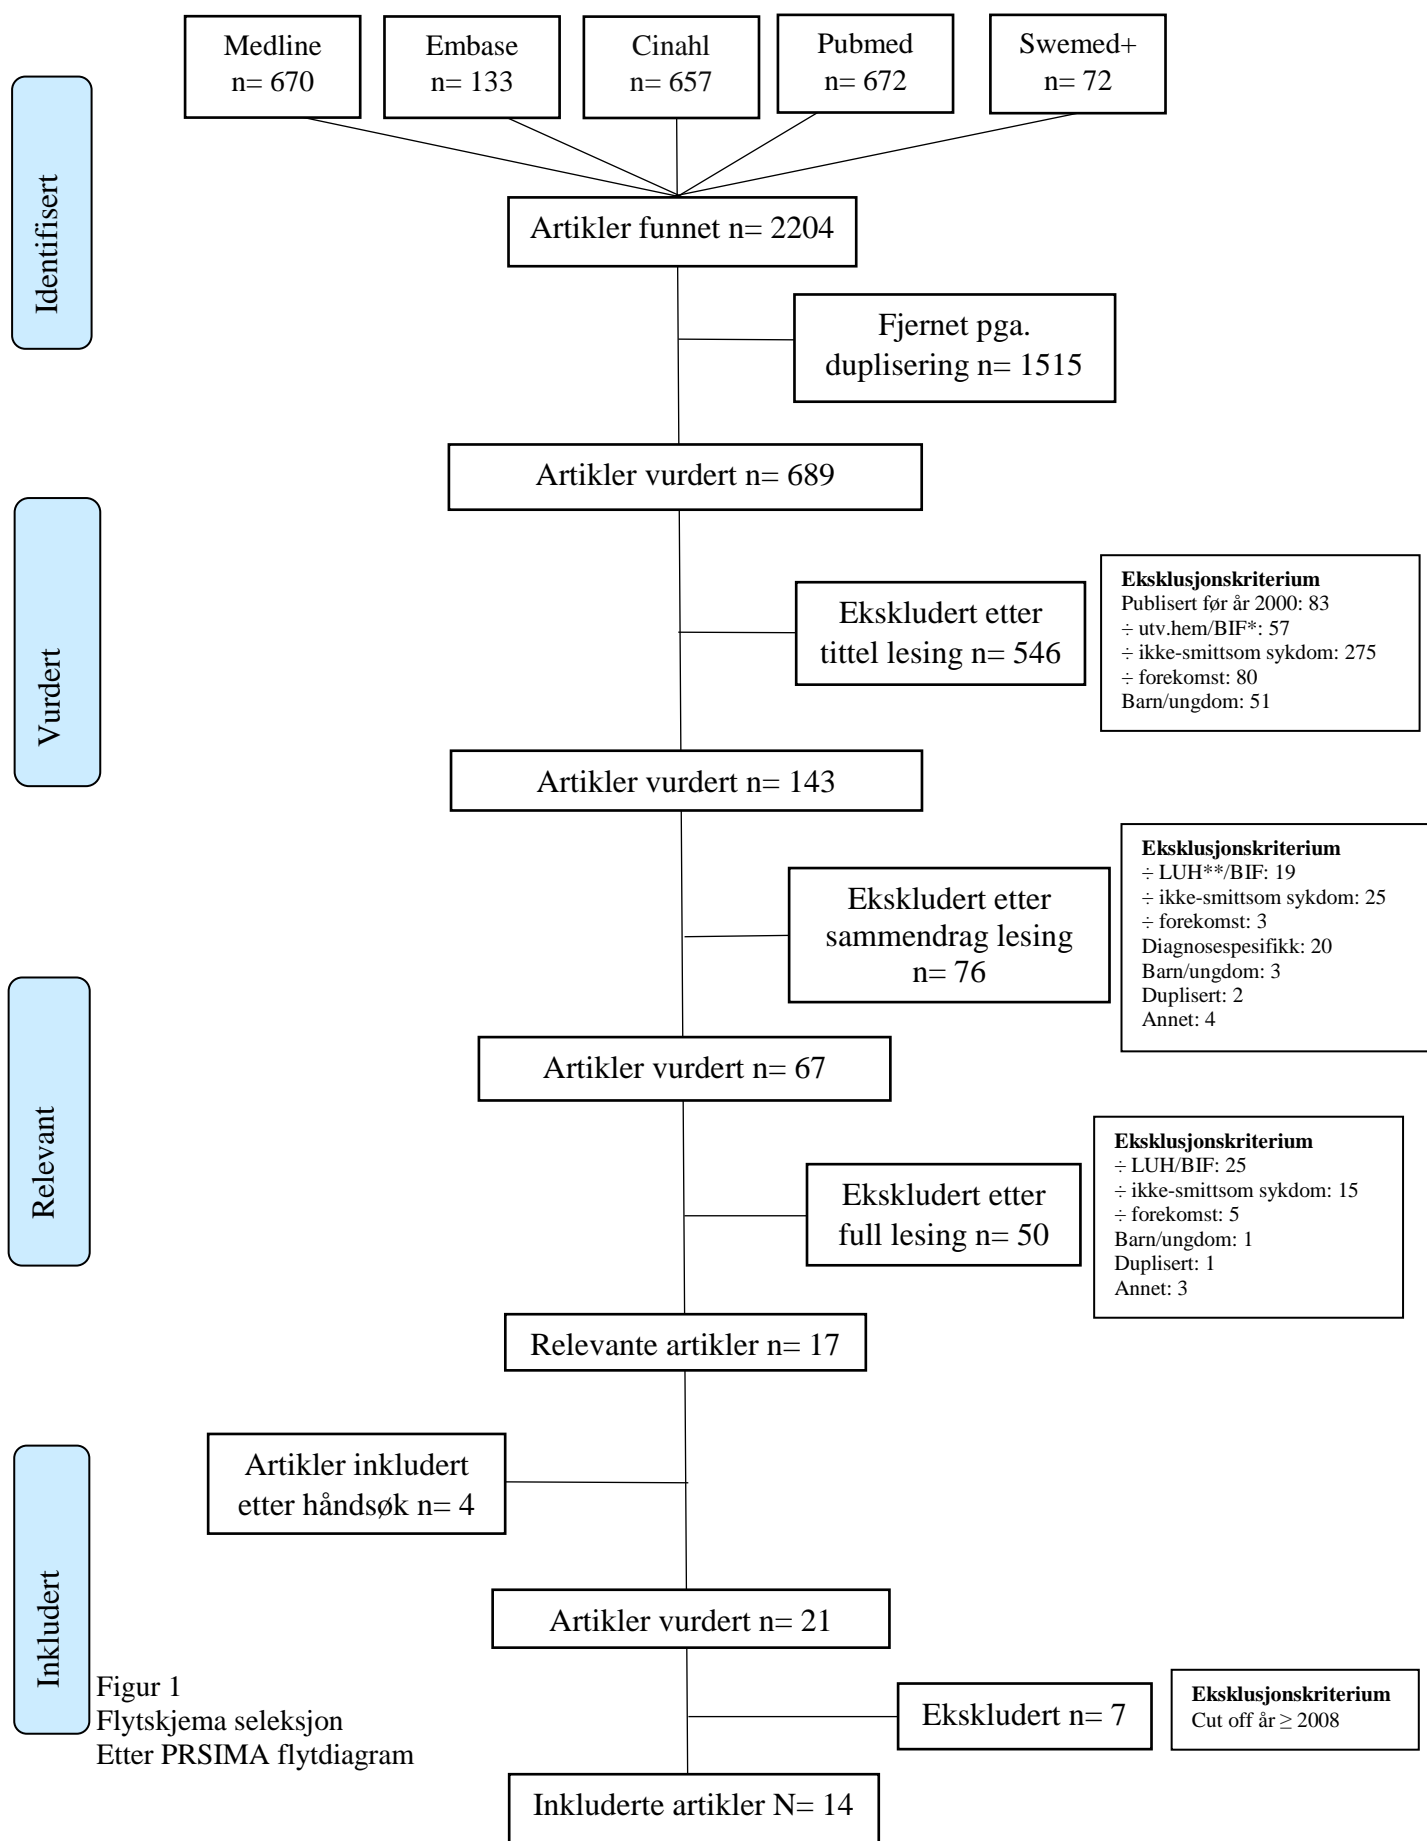 Medline
n= 670
Embase
n= 133
Cinahl
n= 657
Pubmed
n= 672
Swemed+
n= 72
Identifisert
Artikler funnet n= 2204
Fjernet pga.
duplisering n= 1515
Artikler vurdert n= 689
Vurdert
Ekskludert etter
tittel lesing n= 546
Eksklusjonskriterium
Publisert før år 2000: 83
÷ utv.hem/BIF*: 57
÷ ikke-smittsom sykdom: 275
÷ forekomst: 80
Barn/ungdom: 51
Artikler vurdert n= 143
Ekskludert etter
sammendrag lesing
n= 76
Eksklusjonskriterium
÷ LUH**/BIF: 19
÷ ikke-smittsom sykdom: 25
÷ forekomst: 3
Diagnosespesifikk: 20
Barn/ungdom: 3
Duplisert: 2
Annet: 4
Relevant
Artikler vurdert n= 67
Ekskludert etter
full lesing n= 50
Eksklusjonskriterium
÷ LUH/BIF: 25
÷ ikke-smittsom sykdom: 15
÷ forekomst: 5
Barn/ungdom: 1
Duplisert: 1
Annet: 3
Relevante artikler n= 17
Artikler inkludert
etter håndsøk n= 4
Inkludert
Artikler vurdert n= 21
Ekskludert n= 7
Eksklusjonskriterium
Cut off år ≥ 2008
Figur 1
Flytskjema seleksjon
Etter PRSIMA flytdiagram
Inkluderte artikler N= 14